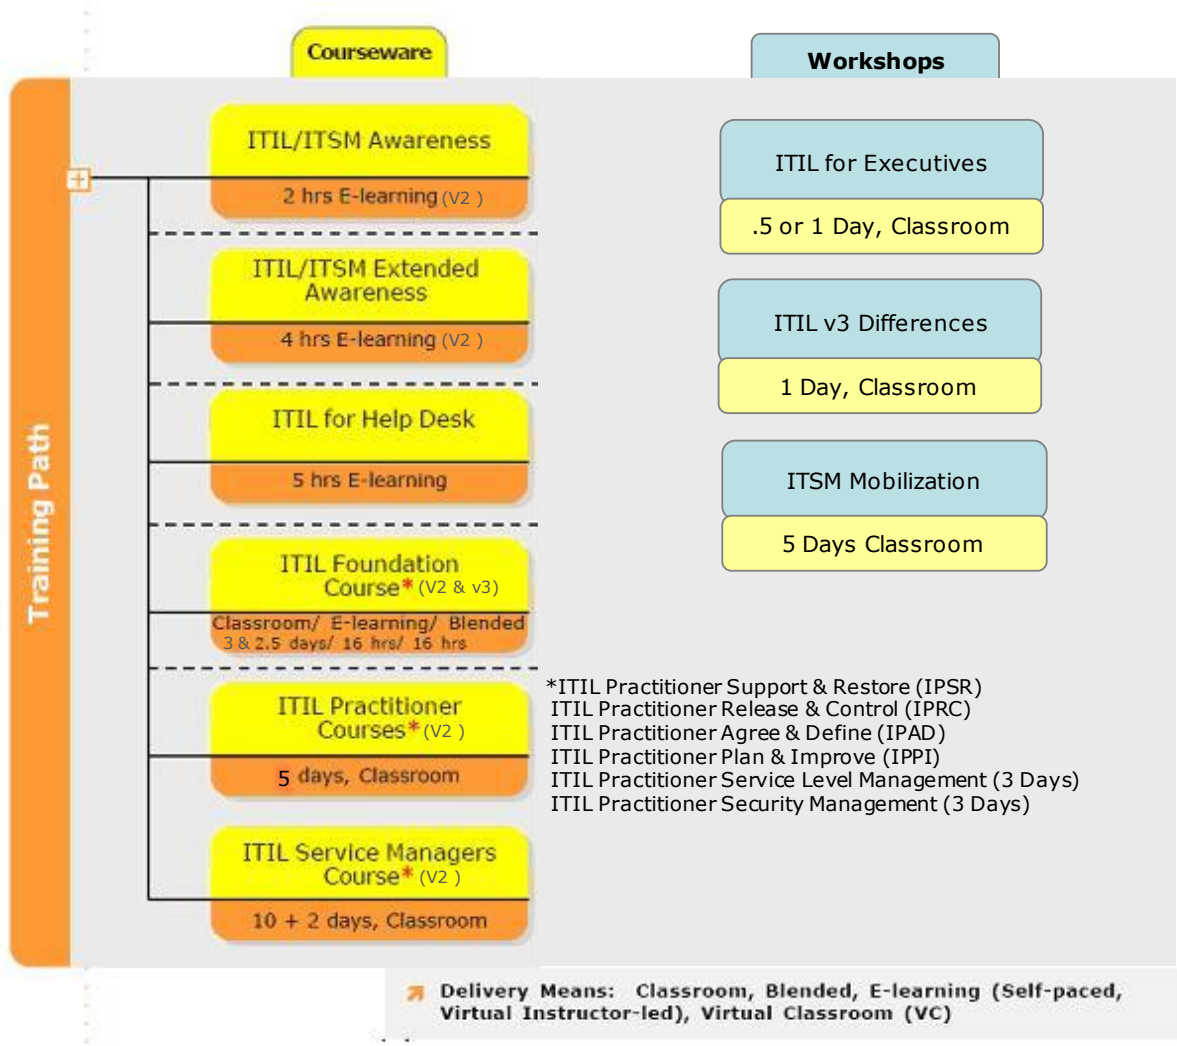 Courseware
Workshops
Training Path
ITIL/ITSM Awareness
2 hrs E-learning (V2 )
ITIL/ITSM Extended
Awareness
4 hrs E-learning (V2 )
ITIL for Help Desk
5 hrs E-learning
ITIL Foundation
Course* (V2 & v3)
Classroom/ E-learning/ Blended
3 & 2.5 days/ 16 hrs/ 16 hrs
ITIL Practitioner
Courses* (V2 )
5 days, Classroom
ITIL Service Managers
Course* (V2 )
10 + 2 days, Classroom
ITIL for Executives
.5 or 1 Day, Classroom
ITIL v3 Differences
1 Day, Classroom
ITSM Mobilization
5 Days Classroom
*ITIL Practitioner Support & Restore (IPSR)
ITIL Practitioner Release & Control (IPRC)
ITIL Practitioner Agree & Define (IPAD)
ITIL Practitioner Plan & Improve (IPPI)
ITIL Practitioner Service Level Management (3 Days)
ITIL Practitioner Security Management (3 Days)
Delivery Means: Classroom, Blended, E-learning (Self-paced,
Virtual Instructor-led), Virtual Classroom (VC)